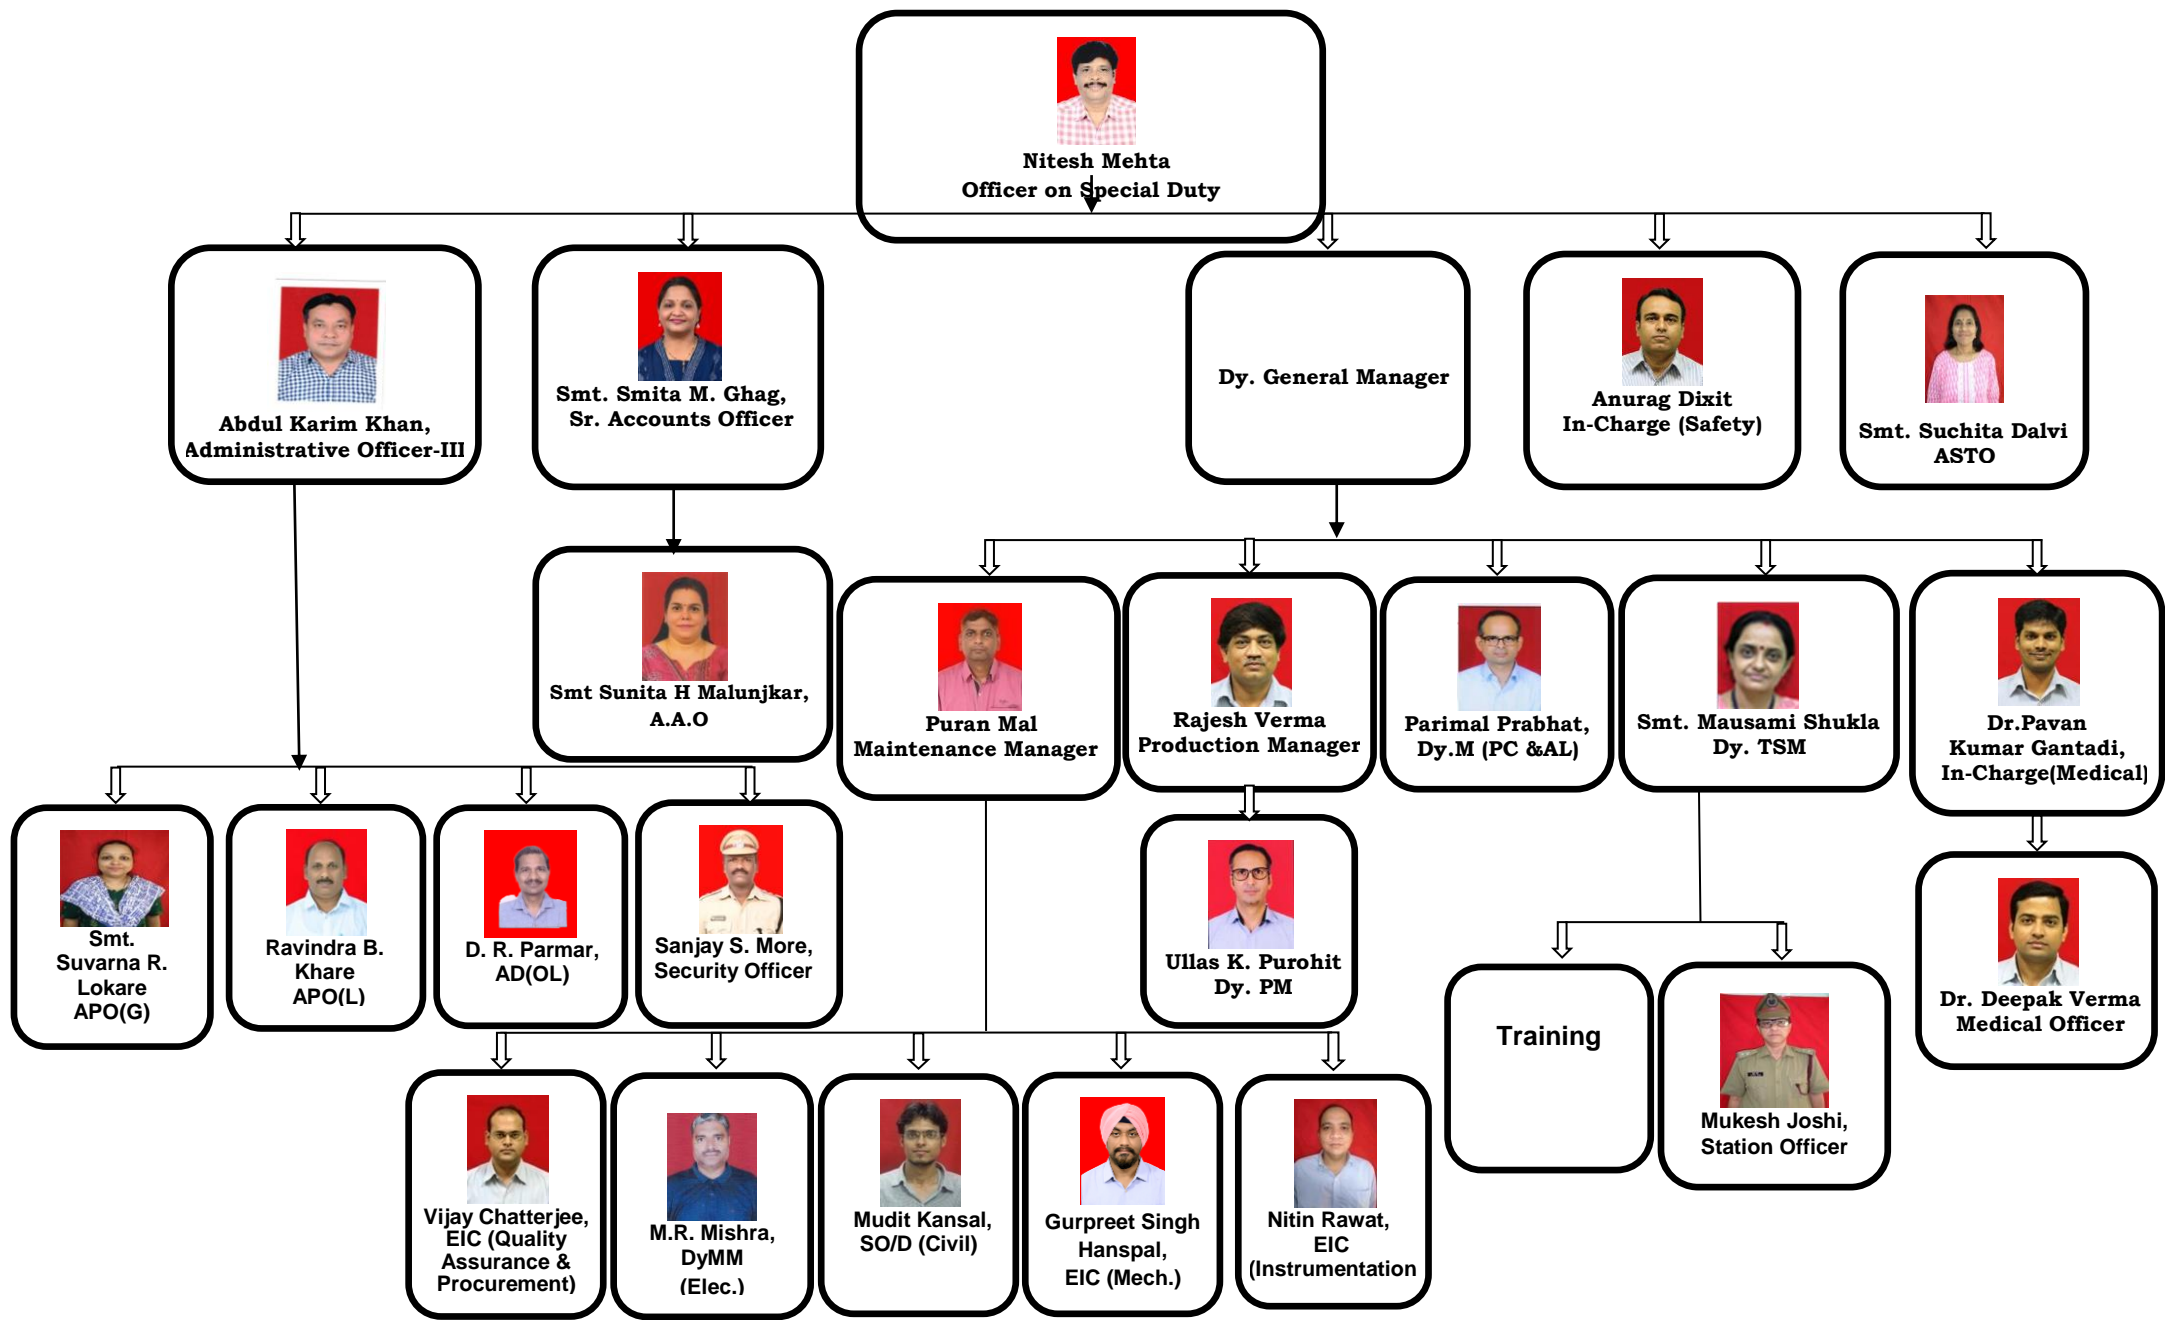 Nitesh Mehta
Officer on Special Duty
Abdul Karim Khan,
Administrative Officer-III
Smt. Smita M. Ghag,
Sr. Accounts Officer
Dy. General Manager
Anurag Dixit
In-Charge (Safety)
Smt. Suchita Dalvi
ASTO
Smt Sunita H Malunjkar,
A.A.O
Puran Mal
Maintenance Manager
Rajesh Verma
Production Manager
Parimal Prabhat,
Dy.M (PC &AL)
Smt. Mausami Shukla
Dy. TSM
Dr.Pavan
Kumar Gantadi,
In-Charge(Medical)
Smt.
Suvarna R.
Lokare
APO(G)
Ravindra B.
Khare
APO(L)
D. R. Parmar,
AD(OL)
Sanjay S. More,
Security Officer
Ullas K. Purohit
Dy. PM
Training
Mukesh Joshi,
Station Officer
Dr. Deepak Verma
Medical Officer
Vijay Chatterjee,
EIC (Quality
Assurance &
Procurement)
M.R. Mishra,
DyMM
(Elec.)
Mudit Kansal,
SO/D (Civil)
Gurpreet Singh
Hanspal,
EIC (Mech.)
Nitin Rawat,
EIC
(Instrumentation